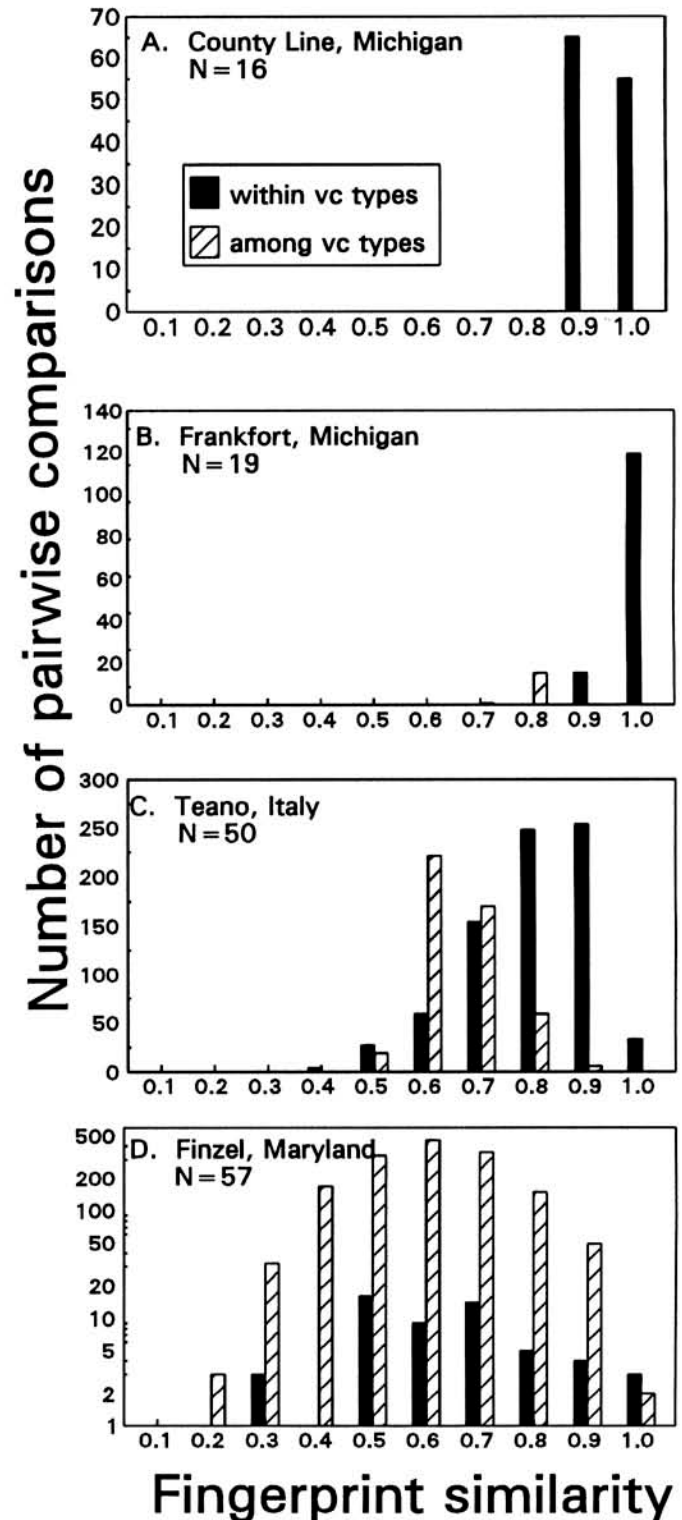 Number of pairwise comparisons
A. County Line, Michigan
N=16
within vc types
among vc types
70
60
50
40
30
20
10
0
0.1 0.2 0.3 0.4 0.5 0.6 0.7 0.8 0.9 1.0
B. Frankfort, Michigan
N=19
140
120
100
80
60
40
20
0
0.1 0.2 0.3 0.4 0.5 0.6 0.7 0.8 0.9 1.0
C. Teano, Italy
N=50
300
250
200
150
100
50
0
0.1 0.2 0.3 0.4 0.5 0.6 0.7 0.8 0.9 1.0
D. Finzel, Maryland
N=57
500
200
100
50
20
10
5
2
1
0.1 0.2 0.3 0.4 0.5 0.6 0.7 0.8 0.9 1.0
Fingerprint similarity